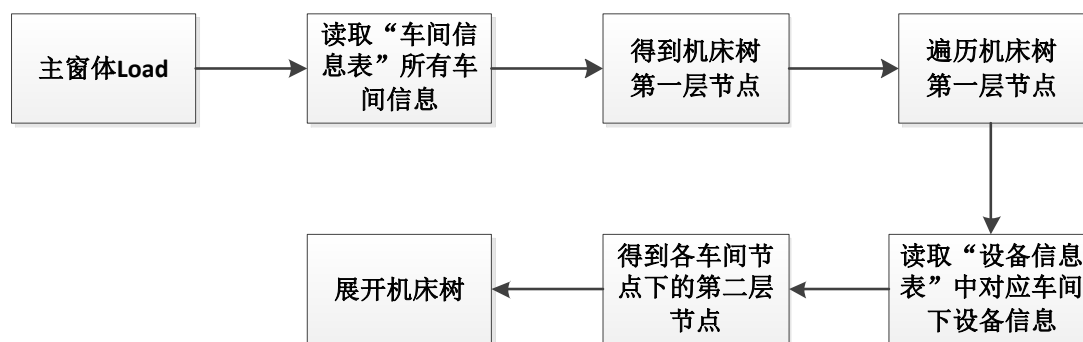 主窗体Load
读取“车间信
息表”所有车
间信息
得到机床树
第一层节点
遍历机床树
第一层节点
读取“设备信息
表”中对应车间
下设备信息
得到各车间节
点下的第二层
节点
展开机床树